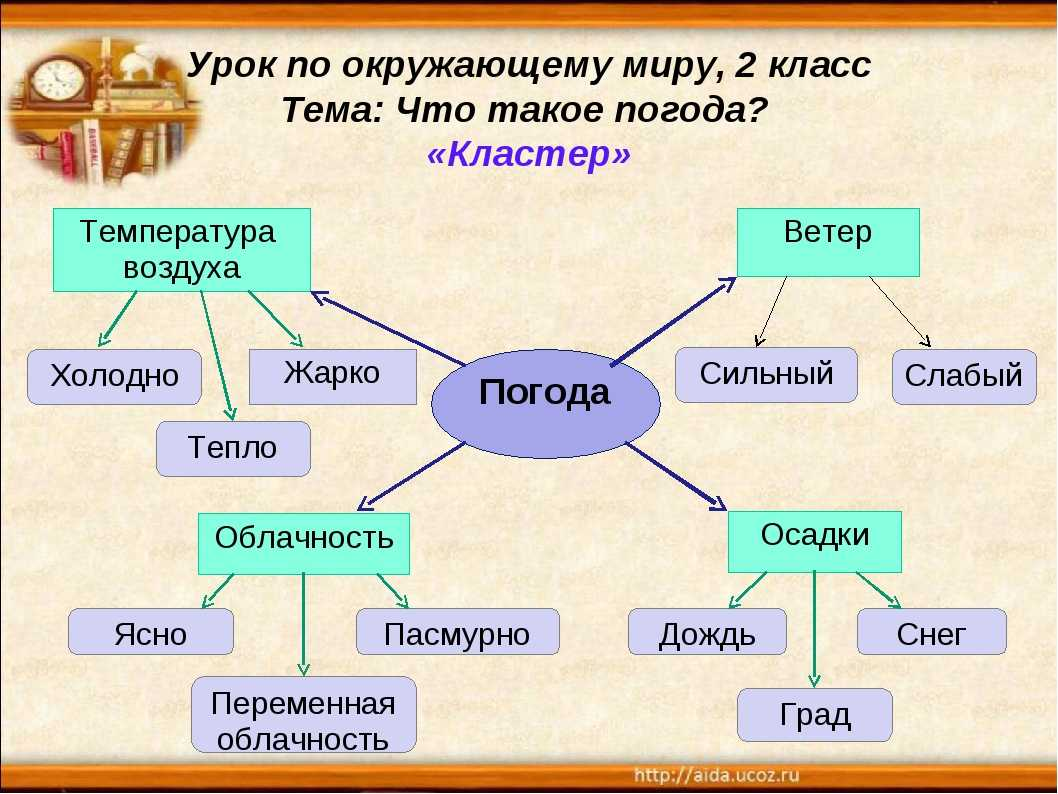 Урок по окружающему миру, 2 класс
Тема: Что такое погода?
«Кластер»
Температура
воздуха
Холодно
Тепло
Жарко
Ветер
Сильный
Слабый
Погода
Облачность
Ясно
Переменная
облачность
Пасмурно
Осадки
Дождь
Град
Снег
BASEBALL
http://aida.ucoz.ru